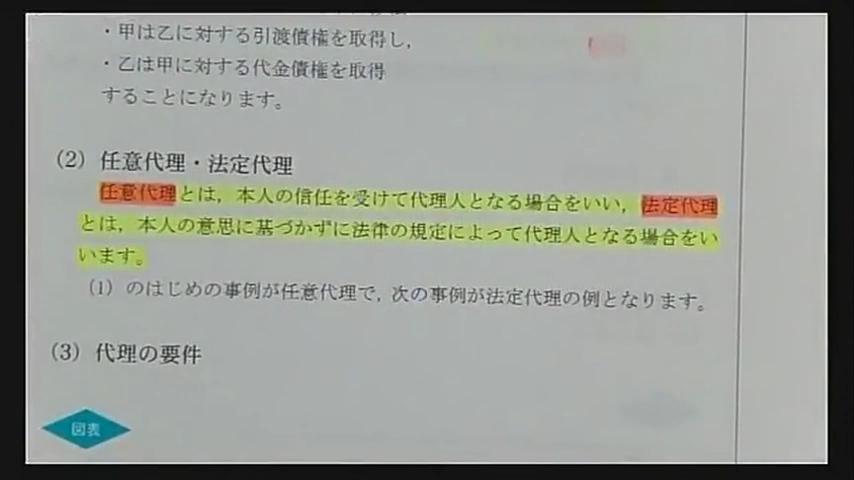 ・甲は乙に対する引渡債権を取得し，
・乙は甲に対する代金債権を取得
することになります。
（2）任意代理・法定代理
任意代理とは，本人の信任を受けて代理人となる場合をいい，法定代理
とは，本人の意思に基づかずに法律の規定によって代理人となる場合をい
います。
（1）のはじめの事例が任意代理で，次の事例が法定代理の例となります。
（3）代理の要件
図表